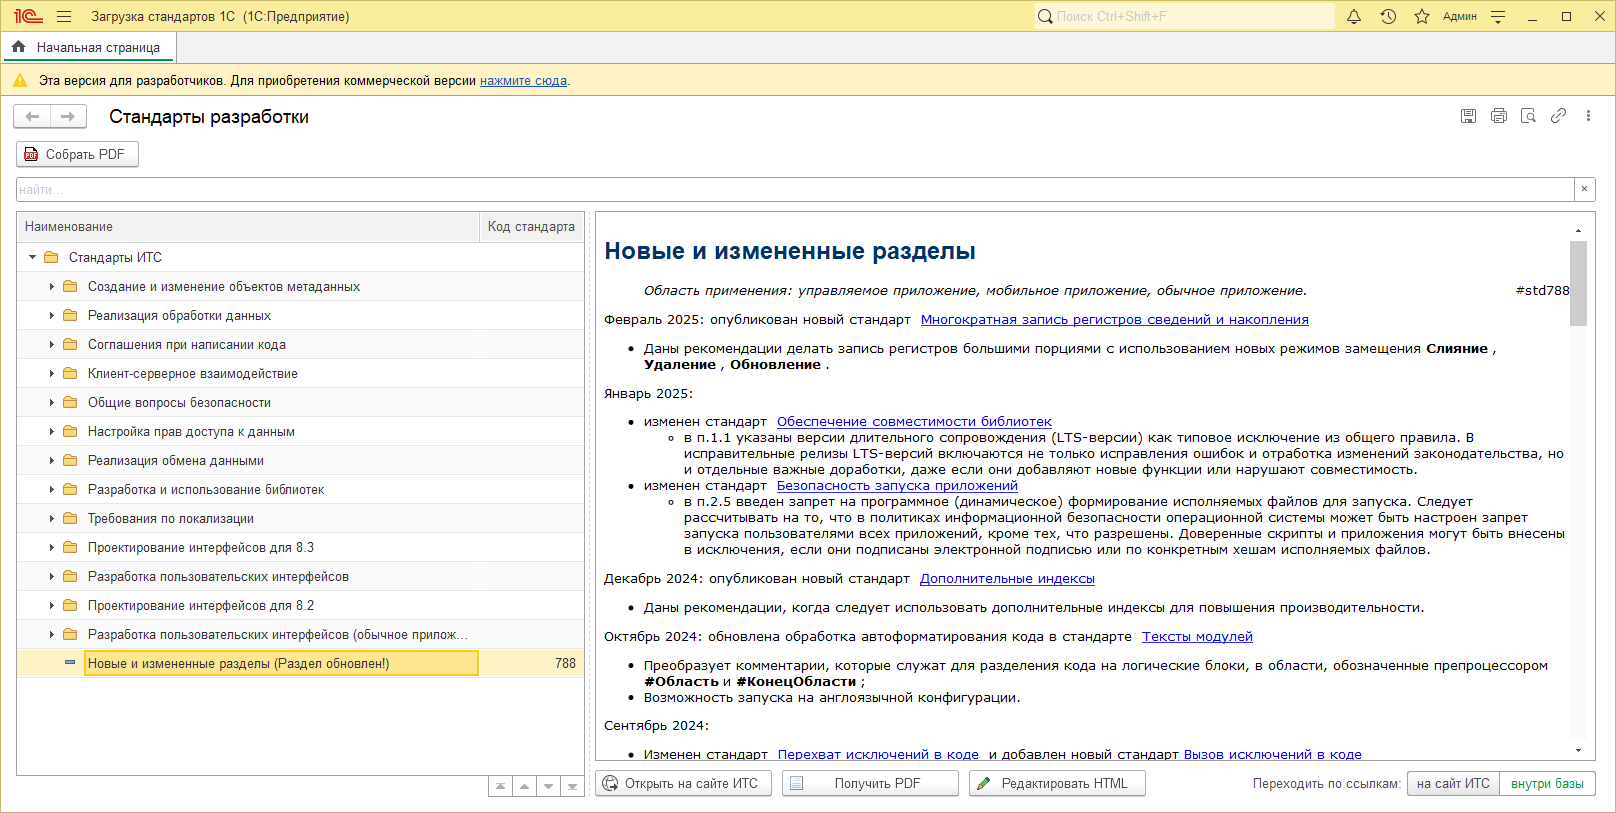 1С Загрузка стандартов 1С (1С:Предприятие) Поиск Ctrl+Shift+F Админ
Начальная страница
Эта версия для разработчиков. Для приобретения коммерческой версии нажмите сюда.
Стандарты разработки
PDF Собрать PDF
найти...
Наименование Код стандарта
Стандарты ИТС
Создание и изменение объектов метаданных
Реализация обработки данных
Соглашения при написании кода
Клиент-серверное взаимодействие
Общие вопросы безопасности
Настройка прав доступа к данным
Реализация обмена данными
Разработка и использование библиотек
Требования по локализации
Проектирование интерфейсов для 8.3
Разработка пользовательских интерфейсов
Проектирование интерфейсов для 8.2
Разработка пользовательских интерфейсов (обычное прилож...
Новые и измененные разделы (Раздел обновлен!) 788
Новые и измененные разделы
Область применения: управляемое приложение, мобильное приложение, обычное приложение. #std788
Февраль 2025: опубликован новый стандарт Многократная запись регистров сведений и накопления
• Даны рекомендации делать запись регистров большими порциями с использованием новых режимов замещения Слияние ,
Удаление , Обновление .
Январь 2025:
• изменен стандарт Обеспечение совместимости библиотек
в п.1.1 указаны версии длительного сопровождения (LTS-версии) как типовое исключение из общего правила. В
исправительные релизы LTS-версий включаются не только исправления ошибок и отработка изменений законодательства, но
и отдельные важные доработки, даже если они добавляют новые функции или нарушают совместимость.
• изменен стандарт Безопасность запуска приложений
в п.2.5 введен запрет на программное (динамическое) формирование исполняемых файлов для запуска. Следует
рассчитывать на то, что в политиках информационной безопасности операционной системы может быть настроен запрет
запуска пользователями всех приложений, кроме тех, что разрешены. Доверенные скрипты и приложения могут быть внесены
в исключения, если они подписаны электронной подписью или по конкретным хешам исполняемых файлов.
Декабрь 2024: опубликован новый стандарт Дополнительные индексы
• Даны рекомендации, когда следует использовать дополнительные индексы для повышения производительности.
Октябрь 2024: обновлена обработка автоформатирования кода в стандарте Тексты модулей
• Преобразует комментарии, которые служат для разделения кода на логические блоки, в области, обозначенные препроцессором
#Область и #КонецОбласти ;
• Возможность запуска на англоязычной конфигурации.
Сентябрь 2024:
• Изменен стандарт Перехват исключений в коде и добавлен новый стандарт Вызов исключений в коде
Открыть на сайте ИТС Получить PDF Редактировать HTML Переходить по ссылкам: на сайт ИТС внутри базы